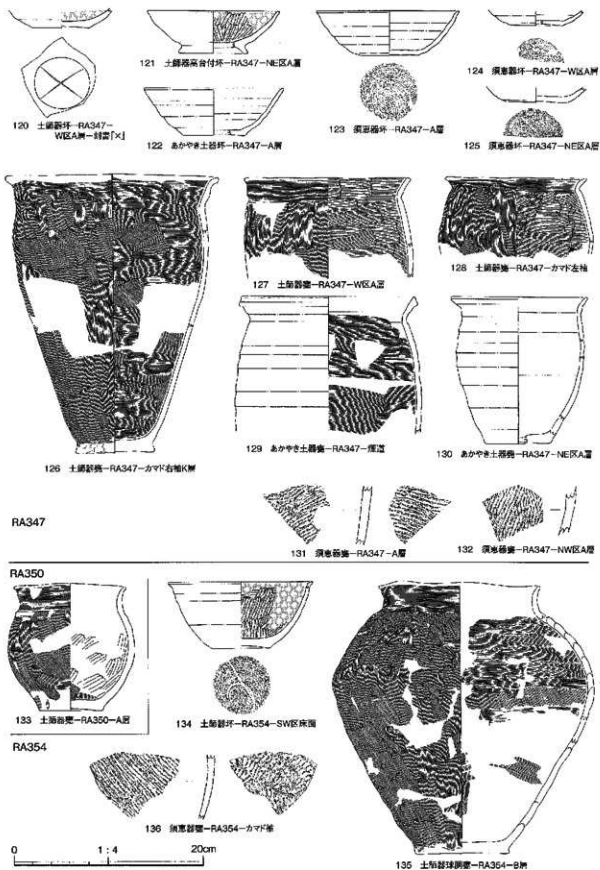 120 土師器坏-RA347-
W区A層-刻書「×」
121 土師器高台付坏-RA347-NE区A層
122 あかやき土器坏-RA347-A層
123 須恵器坏-RA347-A層
124 須恵器坏-RA347-W区A層
125 須恵器坏-RA347-NE区A層
126 土師器甕-RA347-カマド右袖K層
127 土師器甕-RA347-W区A層
128 土師器甕-RA347-カマド左袖
129 あかやき土器甕-RA347-煙道
130 あかやき土器甕-RA347-NE区A層
RA347
131 須恵器甕-RA347-A層
132 須恵器甕-RA347-NW区A層
RA350
133 土師器甕-RA350-A層
134 土師器坏-RA354-SW区床面
RA354
136 須恵器甕-RA354-カマド袖
135 土師器球胴甕-RA354-B層
0 1:4 20cm